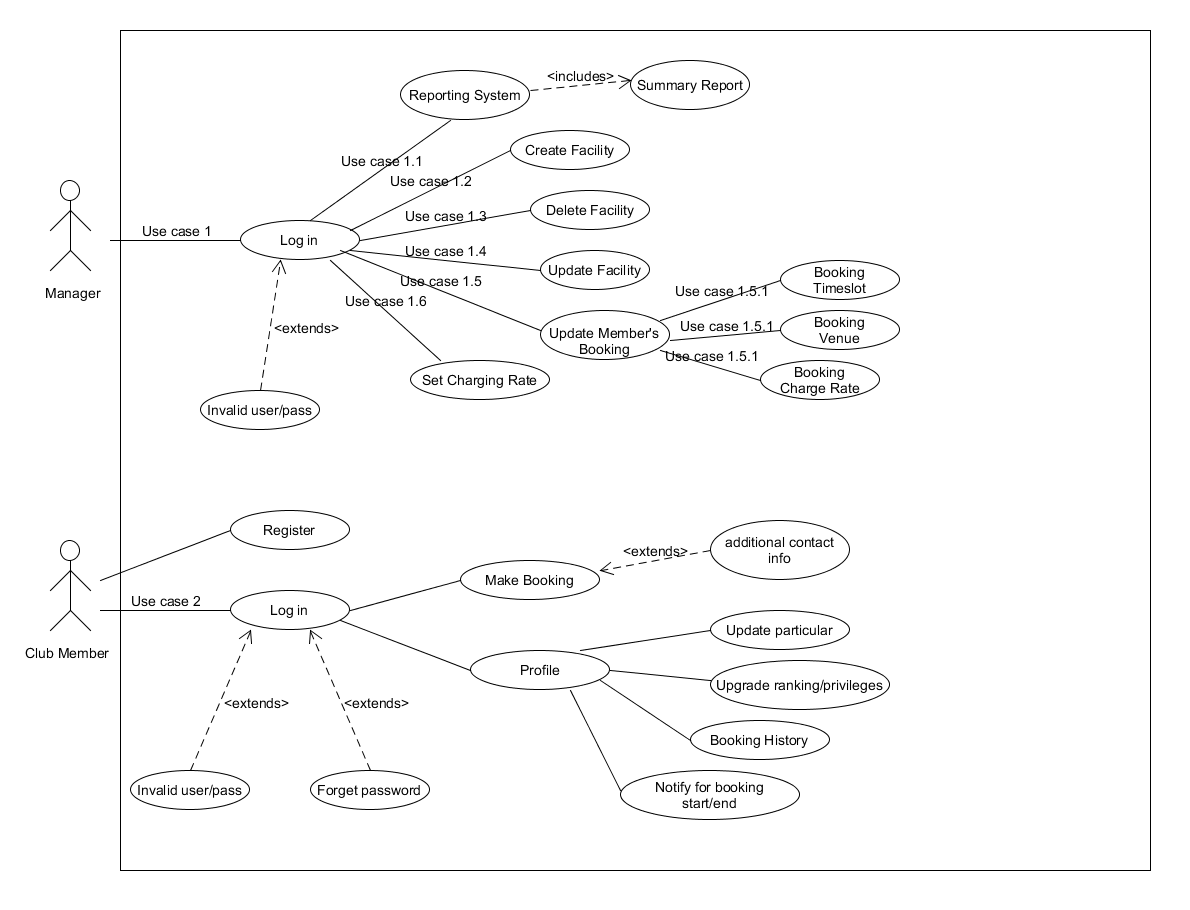 <includes>
Reporting System
Summary Report
Use case 1.1
Create Facility
Use case 1.2
Use case 1.3
Delete Facility
Use case 1
Log in
Manager
Use case 1.4
Update Facility
Use case 1.5
Use case 1.6
Use case 1.5.1
Booking
Timeslot
Update Member's
Booking
Use case 1.5.1
Booking
Venue
Use case 1.5.1
Booking
Charge Rate
<extends>
Set Charging Rate
Invalid user/pass
Register
Club Member
Use case 2
Log in
Make Booking
<extends>
additional contact
info
Profile
Update particular
Upgrade ranking/privileges
Booking History
Notify for booking
start/end
<extends>
<extends>
Invalid user/pass
Forget password